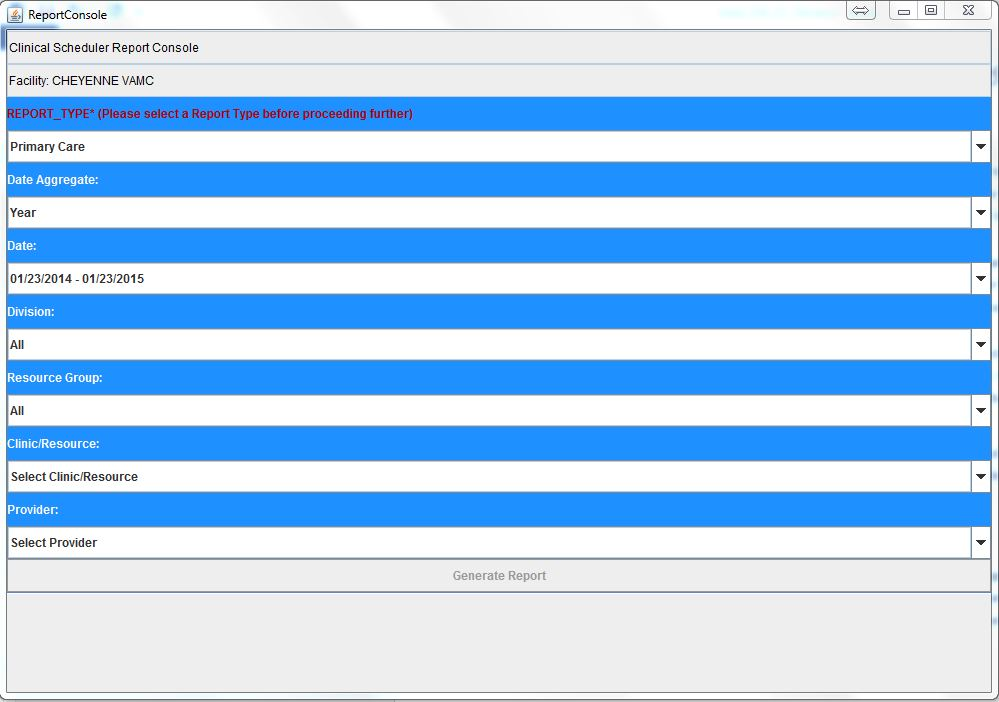 ReportConsole
Clinical Scheduler Report Console
Facility: CHEYENNE VAMC
REPORT_TYPE* (Please select a Report Type before proceeding further)
Primary Care
Date Aggregate:
Year
Date:
01/23/2014 - 01/23/2015
Division:
All
Resource Group:
All
Clinic/Resource:
Select Clinic/Resource
Provider:
Select Provider
Generate Report